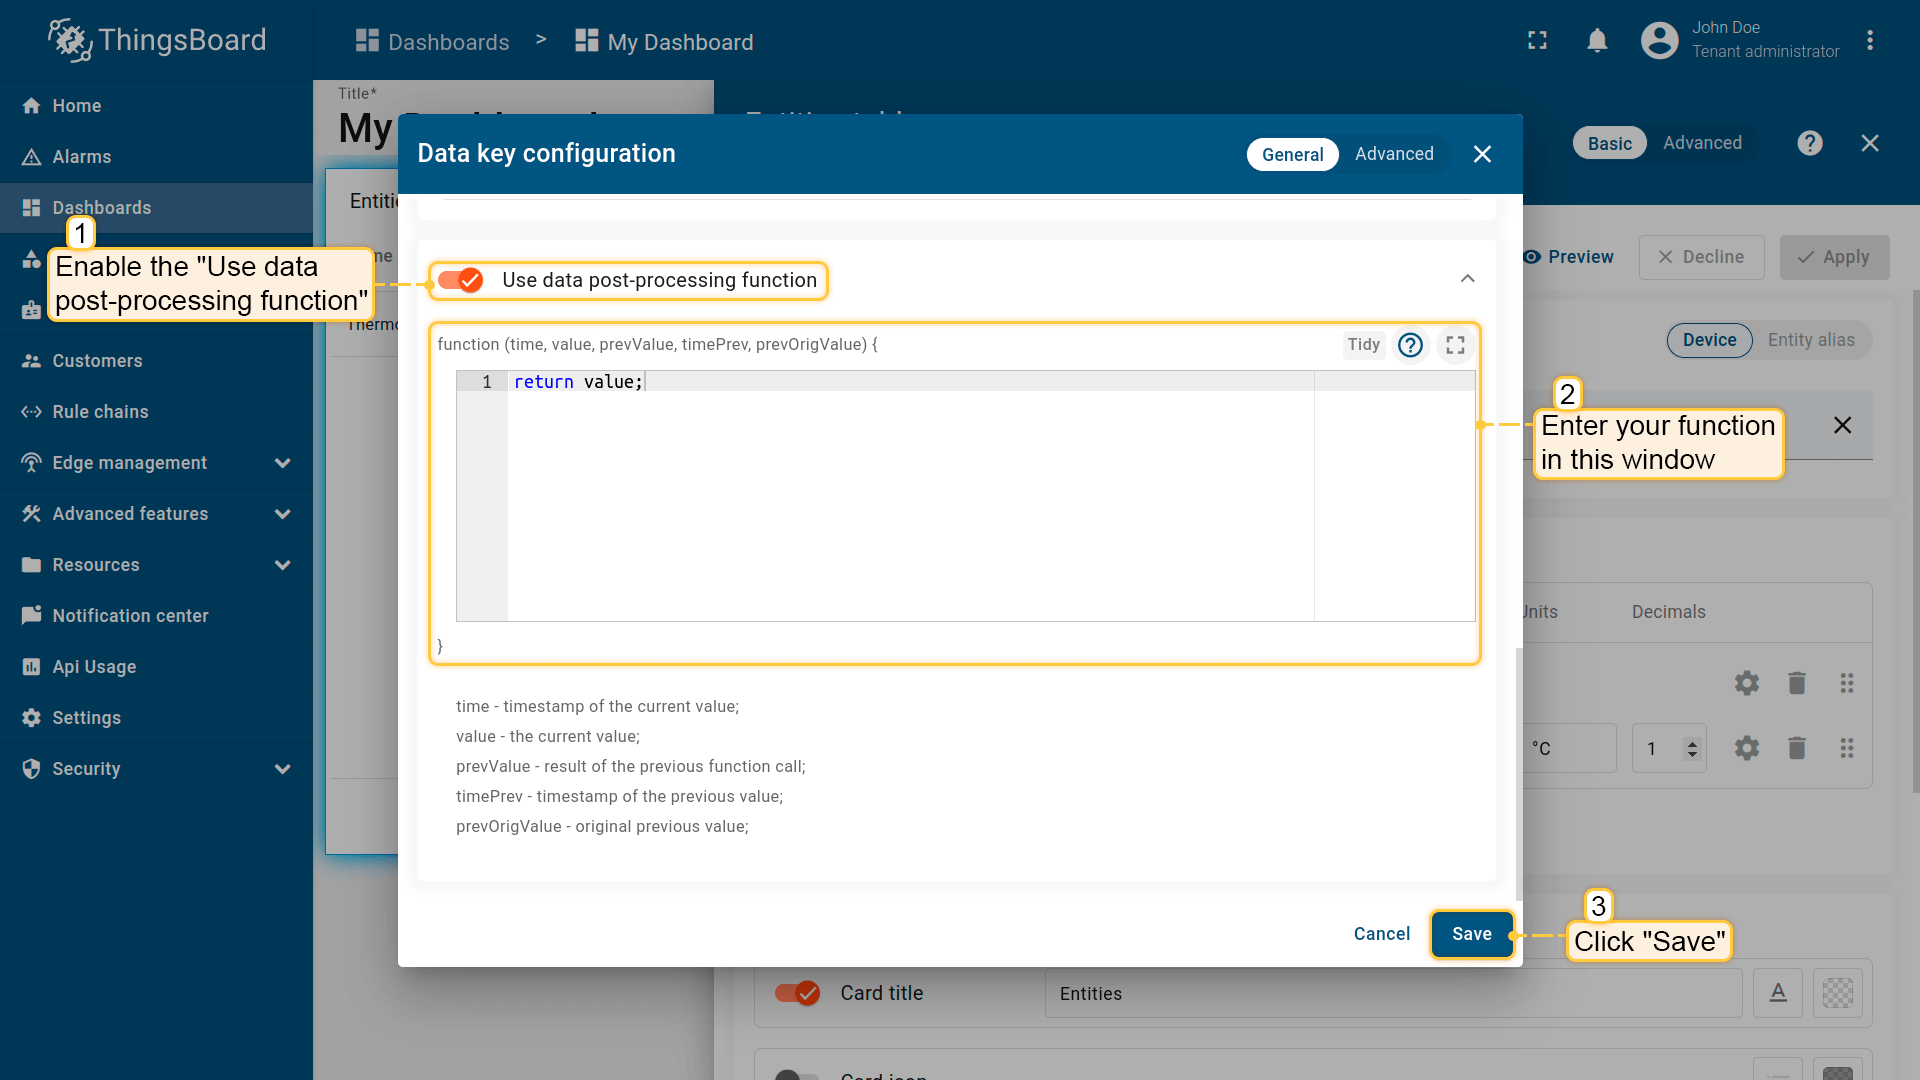 ThingsBoard
Dashboards > My Dashboard
John Doe
Tenant administrator
Home
Alarms
Dashboards
Customers
Rule chains
Edge management
Advanced features
Resources
Notification center
Api Usage
Settings
Security
Title*
My
1
Enable the "Use data
post-processing function"
Data key configuration
General
Advanced
Basic
Advanced
Use data post-processing function
function (time, value, prevValue, timePrev, prevOrigValue) {
Tidy
1 return value;
}
time - timestamp of the current value;
value - the current value;
prevValue - result of the previous function call;
timePrev - timestamp of the previous value;
prevOrigValue - original previous value;
Cancel
Save
Preview
Decline
Apply
Device
Entity alias
2
Enter your function
in this window
Units
Decimals
°C
1
3
Click "Save"
Card title
Entities